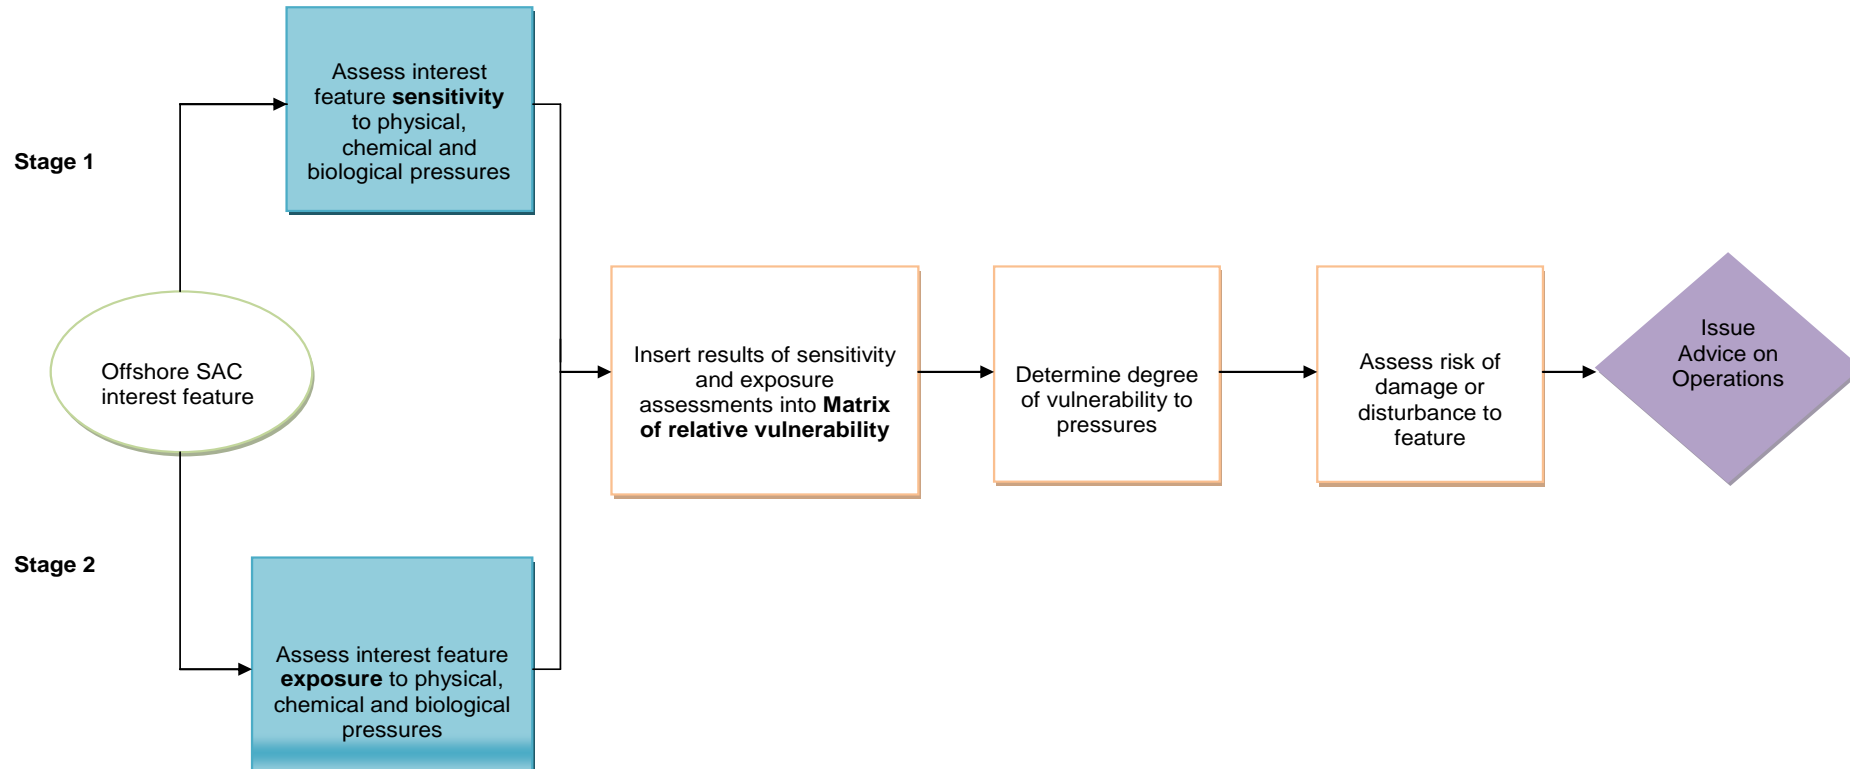 Stage 1
Assess interest
feature sensitivity
to physical,
chemical and
biological pressures
Offshore SAC
interest feature
Stage 2
Assess interest feature
exposure to physical,
chemical and biological
pressures
Insert results of sensitivity
and exposure
assessments into Matrix
of relative vulnerability
Determine degree
of vulnerability to
pressures
Assess risk of
damage or
disturbance to
feature
Issue
Advice on
Operations